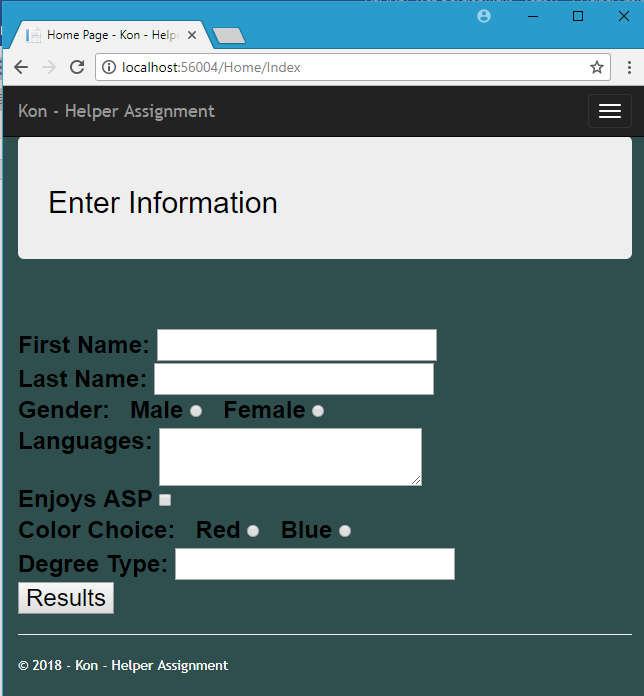 Home Page - Kon - Help
localhost:56004/Home/Index
Kon - Helper Assignment
Enter Information
First Name:
Last Name:
Gender: Male Female
Languages:
Enjoys ASP
Color Choice: Red Blue
Degree Type:
Results
© 2018 - Kon - Helper Assignment